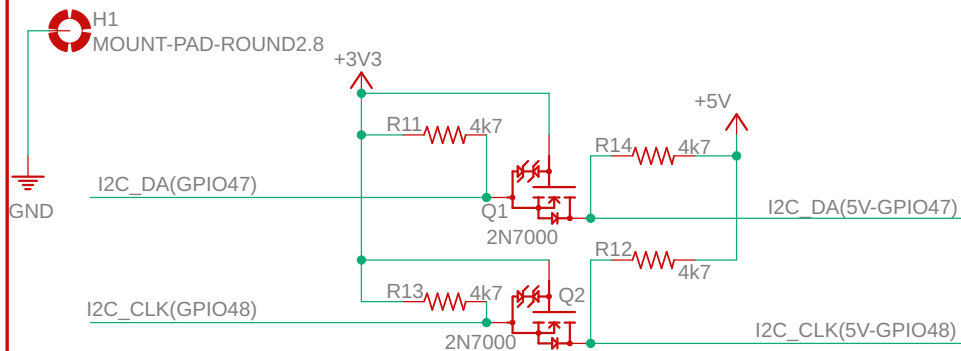 H1
MOUNT-PAD-ROUND2.8
+3V3
+5V
R11 4k7
R14 4k7
I2C_DA(GPIO47)
GND
Q1
I2C_DA(5V-GPIO47)
2N7000
R12 4k7
R13 4k7
Q2
I2C_CLK(GPIO48)
I2C_CLK(5V-GPIO48)
2N7000